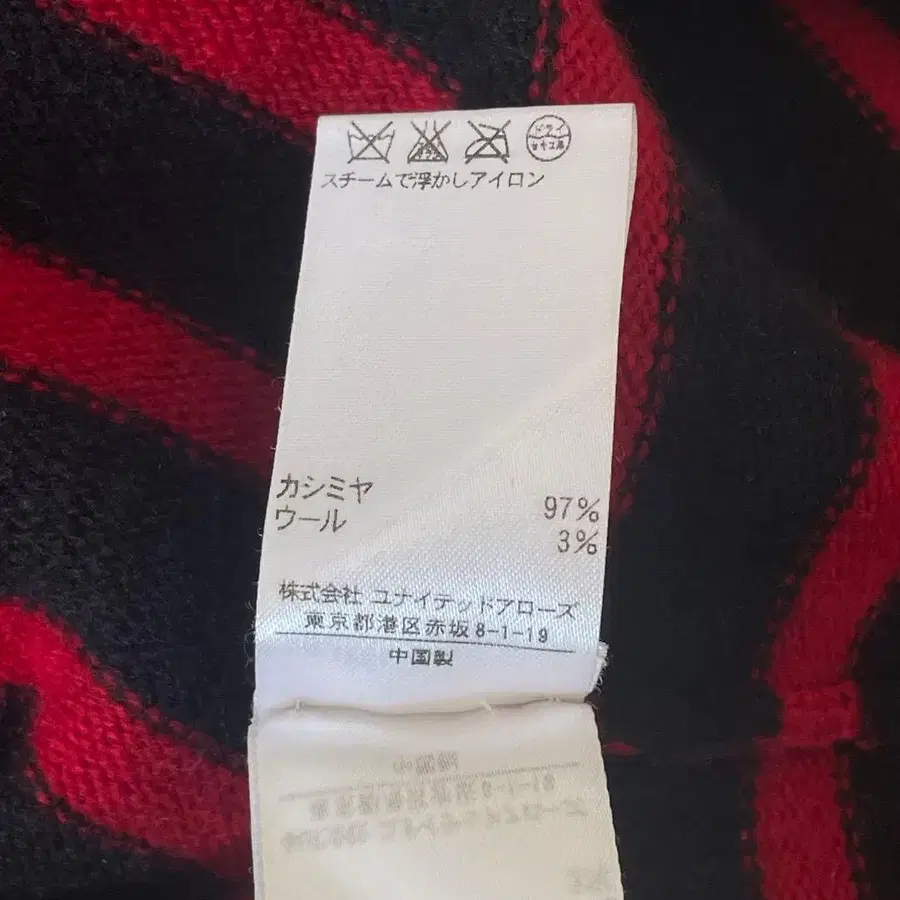 ドライ
セキユ系
スチームで浮かしアイロン
カシミヤ 97%
ウール 3%
株式会社 ユナイテッドアローズ
東京都港区赤坂8-1-19
中国製